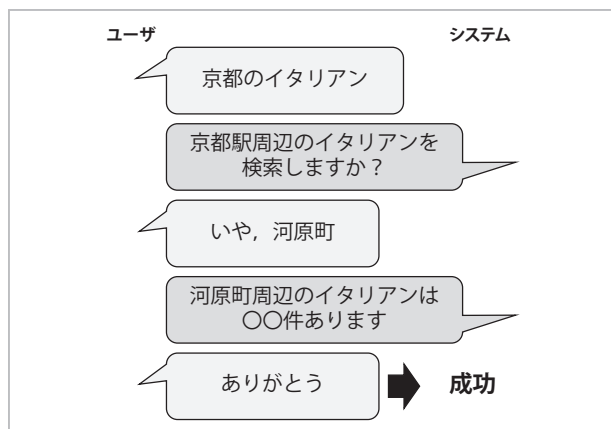 ユーザ
システム
京都のイタリアン
京都駅周辺のイタリアンを
検索しますか？
いや，河原町
河原町周辺のイタリアンは
〇〇件あります
ありがとう
成功